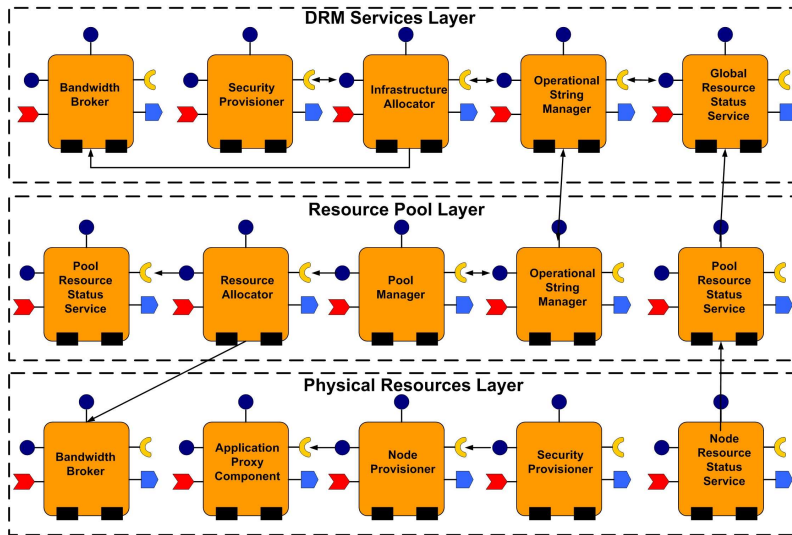 DRM Services Layer
Bandwidth
Broker
Security
Provisioner
Infrastructure
Allocator
Operational
String
Manager
Global
Resource
Status
Service
Resource Pool Layer
Pool
Resource
Status
Service
Resource
Allocator
Pool
Manager
Operational
String
Manager
Pool
Resource
Status
Service
Physical Resources Layer
Bandwidth
Broker
Application
Proxy
Component
Node
Provisioner
Security
Provisioner
Node
Resource
Status
Service